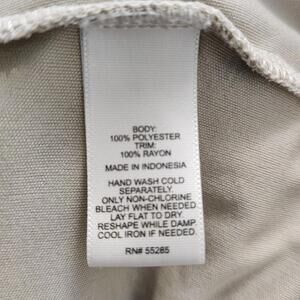 BODY:
100% POLYESTER
TRIM:
100% RAYON
MADE IN INDONESIA
HAND WASH COLD
SEPARATELY.
ONLY NON-CHLORINE
BLEACH WHEN NEEDED.
LAY FLAT TO DRY.
RESHAPE WHILE DAMP
COOL IRON IF NEEDED.
RN# 55285